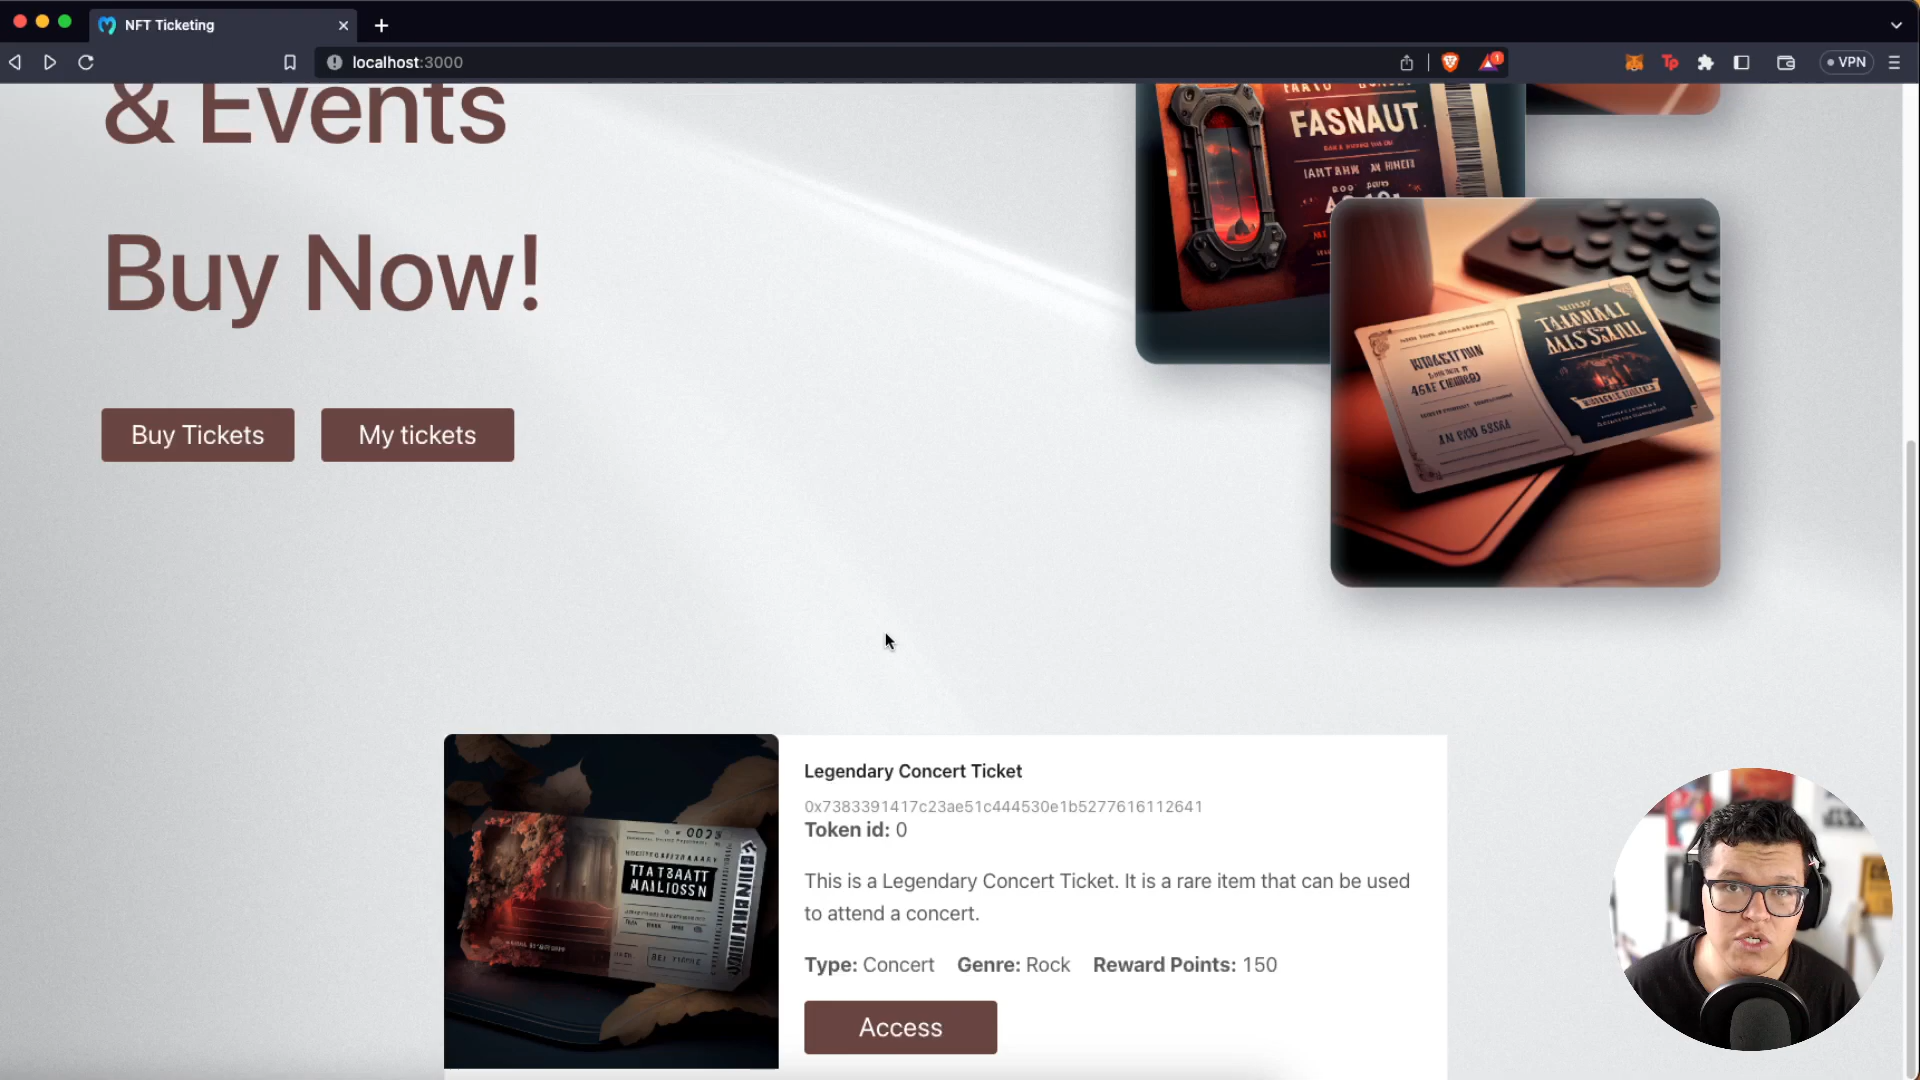 NFT Ticketing
localhost:3000
1
Tp
VPN
& Events
Buy Now!
Buy Tickets
My tickets
FASNAUT
Legendary Concert Ticket
0x7383391417c23ae51c444530e1b5277616112641
Token id: 0
This is a Legendary Concert Ticket. It is a rare item that can be used
to attend a concert.
Type: Concert Genre: Rock Reward Points: 150
Access